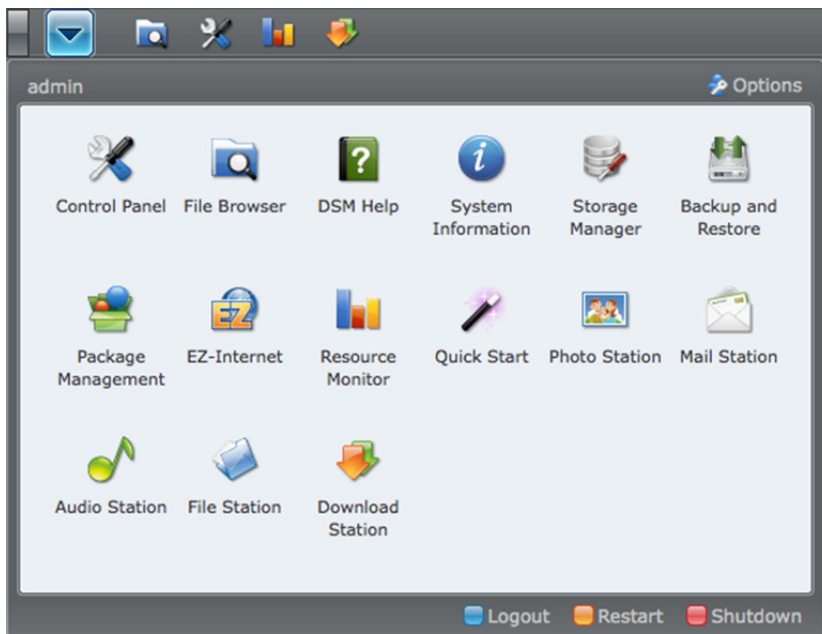 admin
Options
Control Panel
File Browser
DSM Help
System
Information
Storage
Manager
Backup and
Restore
Package
Management
EZ-Internet
Resource
Monitor
Quick Start
Photo Station
Mail Station
Audio Station
File Station
Download
Station
Logout
Restart
Shutdown